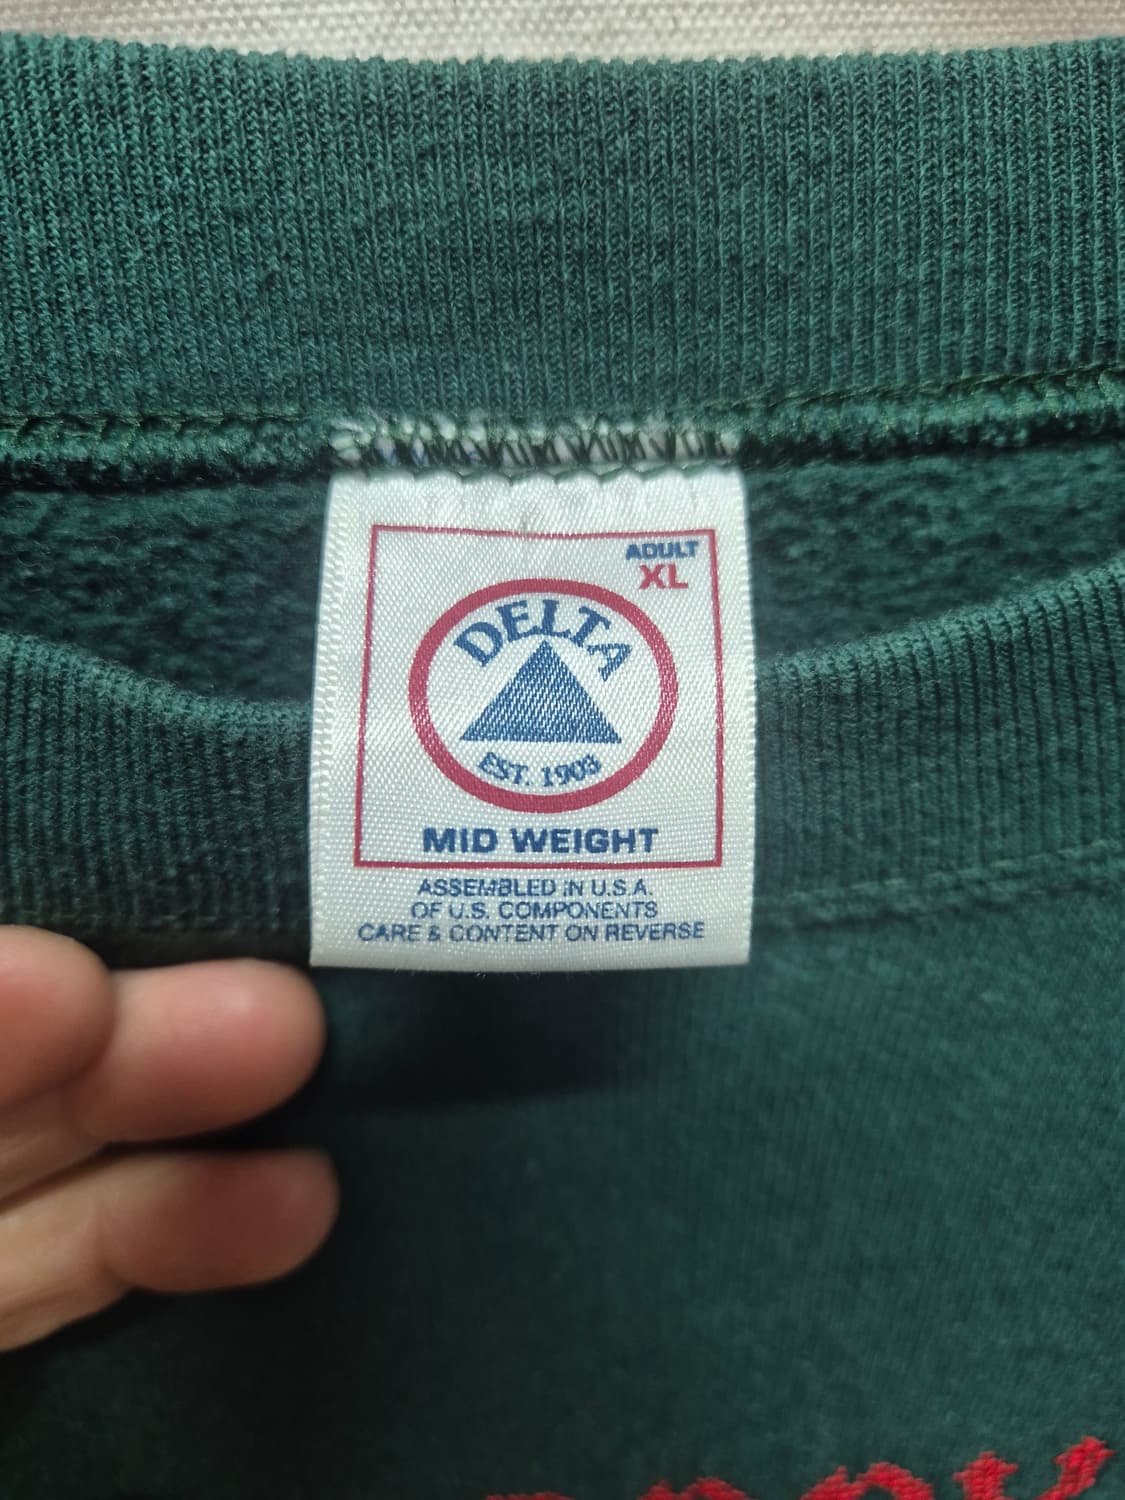 ADULT
XL
DELTA
EST. 1903
MID WEIGHT
ASSEMBLED IN U.S.A.
OF U.S. COMPONENTS
CARE & CONTENT ON REVERSE